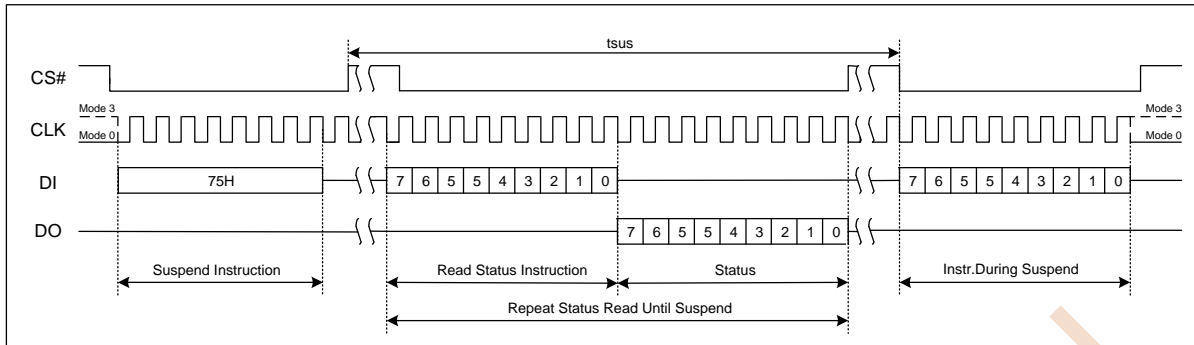 tsus
CS#
Mode 3
CLK
Mode 0
Mode 3
Mode 0
DI
75H
7 6 5 5 4 3 2 1 0
7 6 5 5 4 3 2 1 0
DO
7 6 5 5 4 3 2 1 0
Suspend Instruction
Read Status Instruction
Status
Instr.During Suspend
Repeat Status Read Until Suspend